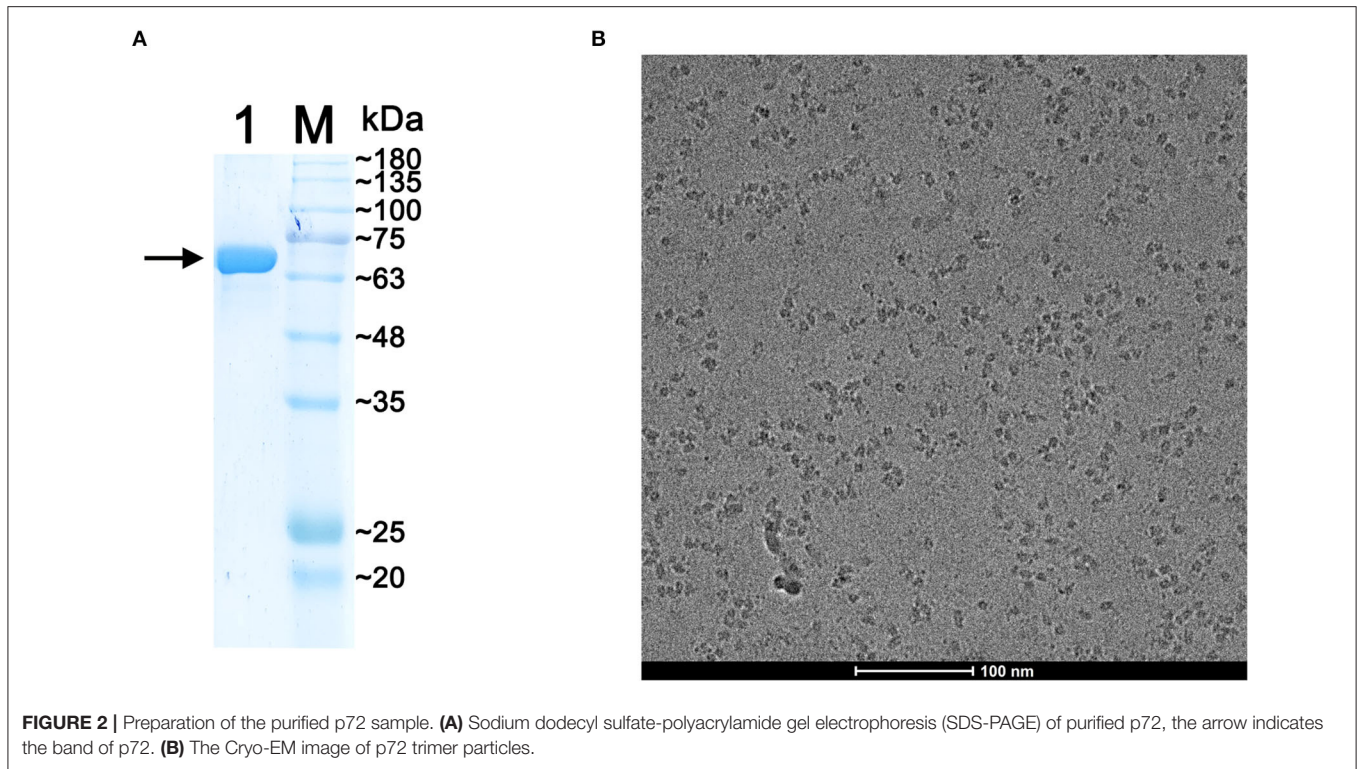 A
B
1 M kDa
~180
~135
~100
~75
~63
~48
~35
~25
~20
100 nm
FIGURE 2 | Preparation of the purified p72 sample. (A) Sodium dodecyl sulfate-polyacrylamide gel electrophoresis (SDS-PAGE) of purified p72, the arrow indicates
the band of p72. (B) The Cryo-EM image of p72 trimer particles.